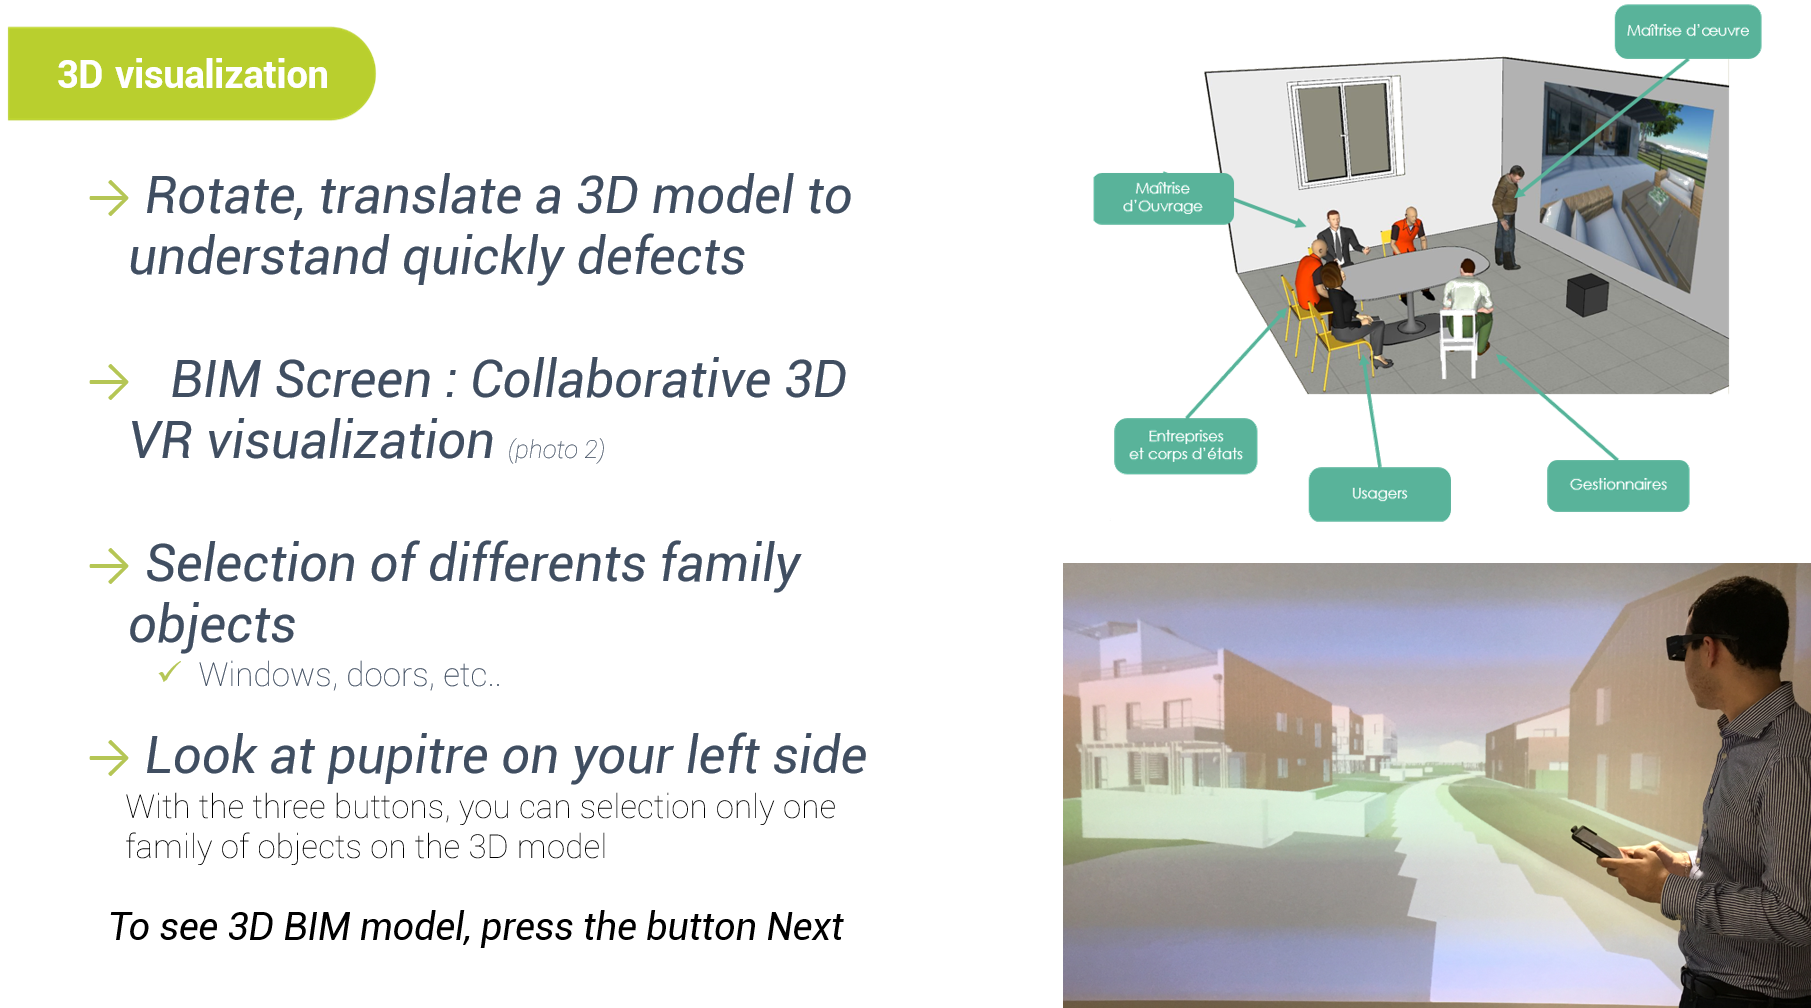 3D visualization
→ Rotate, translate a 3D model to
understand quickly defects
→ BIM Screen : Collaborative 3D
VR visualization (photo 2)
→ Selection of differents family
objects
✓ Windows, doors, etc..
→ Look at pupitre on your left side
With the three buttons, you can selection only one
family of objects on the 3D model
To see 3D BIM model, press the button Next
Maîtrise d'œuvre
Maîtrise
d'Ouvrage
Entreprises
et corps d'états
Usagers
Gestionnaires